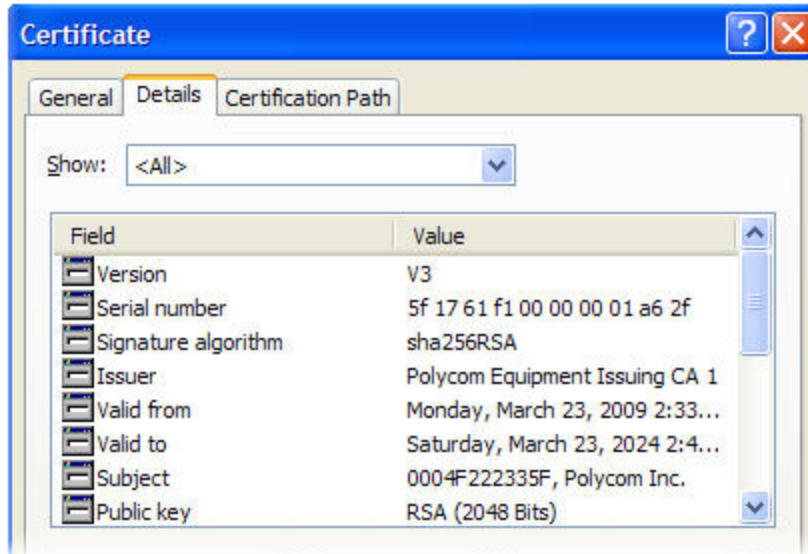 Certificate
General Details Certification Path
Show: <All>
Field Value
Version V3
Serial number 5f 17 61 f1 00 00 00 01 a6 2f
Signature algorithm sha256RSA
Issuer Polycom Equipment Issuing CA 1
Valid from Monday, March 23, 2009 2:33...
Valid to Saturday, March 23, 2024 2:4...
Subject 0004F222335F, Polycom Inc.
Public key RSA (2048 Bits)